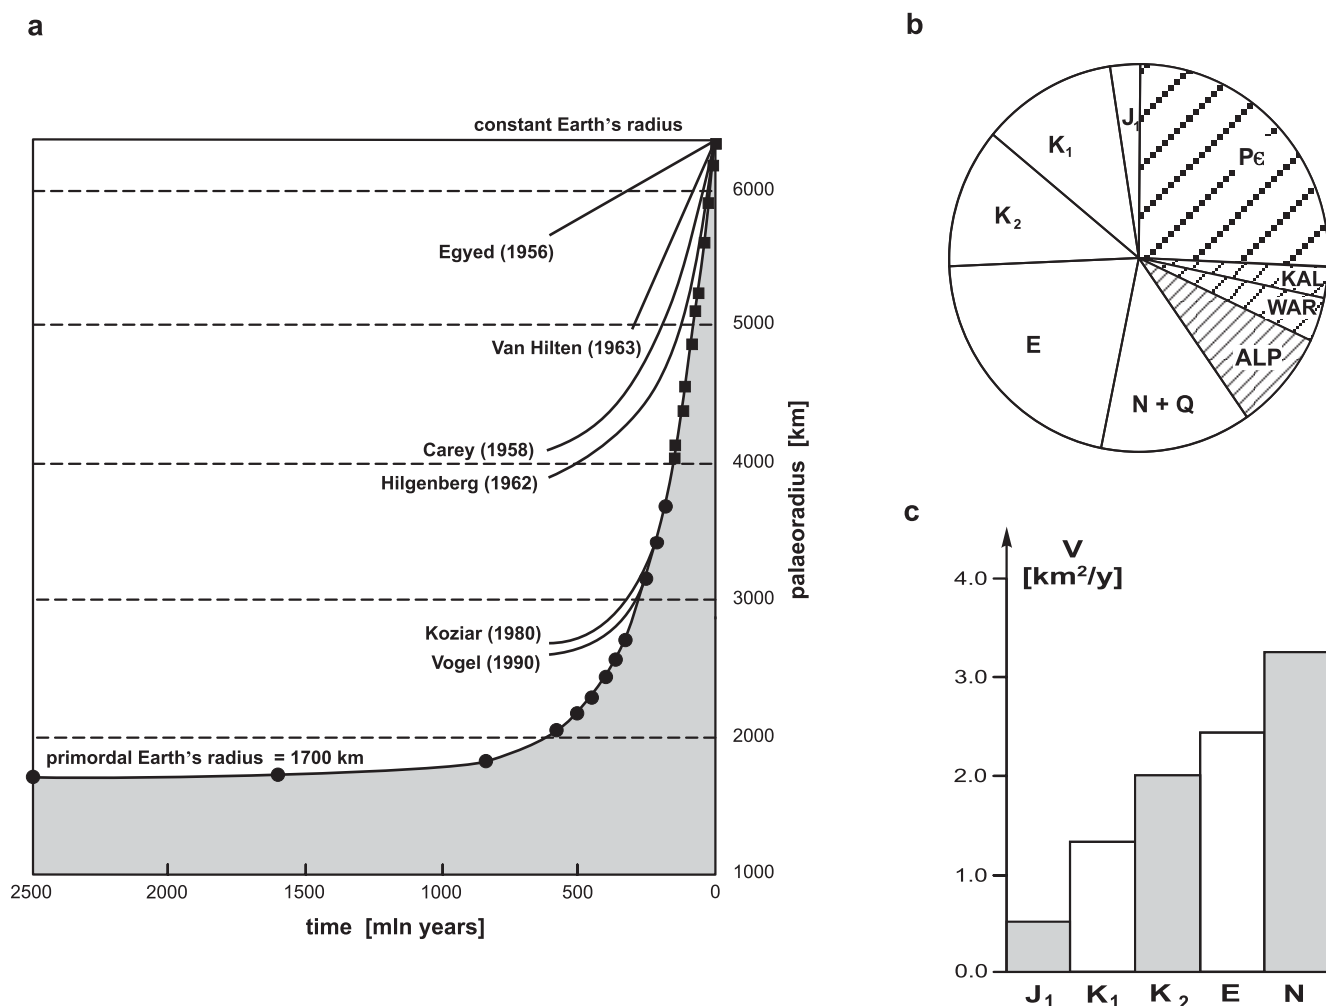 a
constant Earth's radius
6000
Egyed (1956)
5000
Van Hilten (1963)
Carey (1958)
4000
Hilgenberg (1962)
palaeoradius [km]
3000
Koziar (1980)
Vogel (1990)
2000
primordal Earth's radius = 1700 km
1000
2500 2000 1500 1000 500 0
time [mln years]
b
J₁
K₁
PЄ
K₂
KAL
WAR
E
ALP
N + Q
c
V
[km²/y]
4.0
3.0
2.0
1.0
0.0
J₁ K₁ K₂ E N